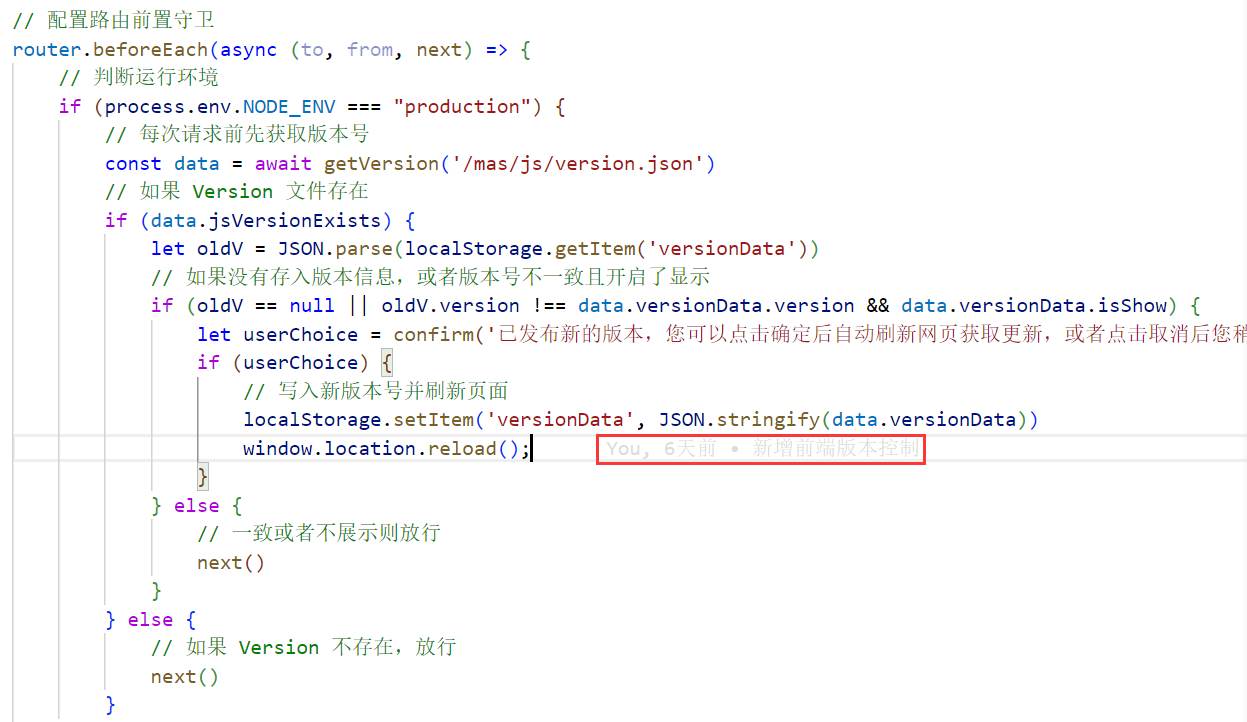 // 配置路由前置守卫
router.beforeEach(async (to, from, next) => {
// 判断运行环境
if (process.env.NODE_ENV === "production") {
// 每次请求前先获取版本号
const data = await getVersion('/mas/js/version.json')
// 如果 Version 文件存在
if (data.jsVersionExists) {
let oldV = JSON.parse(localStorage.getItem('versionData'))
// 如果没有存入版本信息，或者版本号不一致且开启了显示
if (oldV == null || oldV.version !== data.versionData.version && data.versionData.isShow) {
let userChoice = confirm('已发布新的版本，您可以点击确定后自动刷新网页获取更新，或者点击取消后您稍
if (userChoice) {
// 写入新版本号并刷新页面
localStorage.setItem('versionData', JSON.stringify(data.versionData))
window.location.reload(); You, 6天前 • 新增前端版本控制
}
} else {
// 一致或者不展示则放行
next()
}
} else {
// 如果 Version 不存在，放行
next()
}